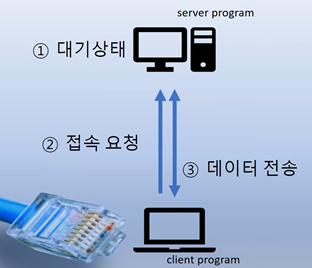 server program
① 대기상태
② 접속 요청
③ 데이터 전송
client program